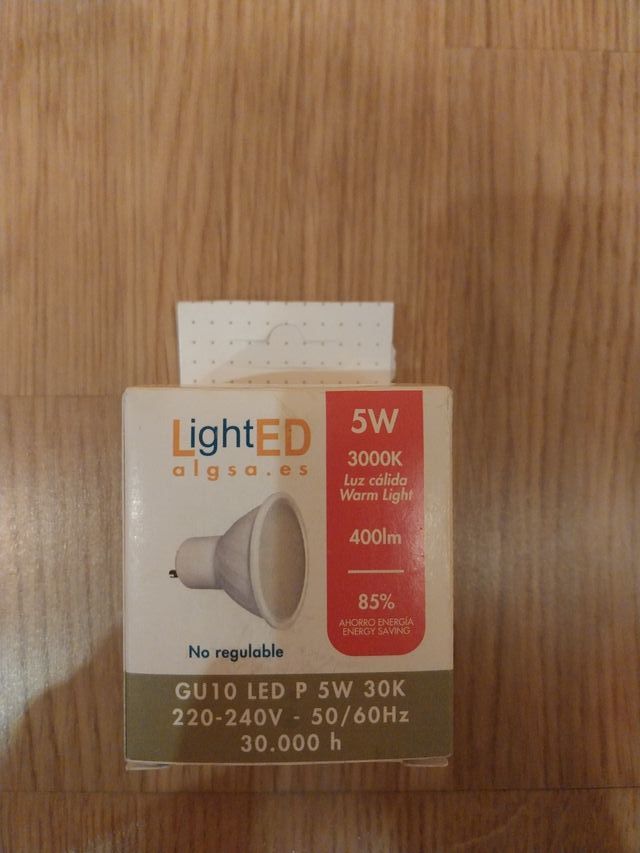 LightED
algsa.es
5W
3000K
Luz cálida
Warm Light
400lm
85%
AHORRO ENERGÍA
ENERGY SAVING
No regulable
GU10 LED P 5W 30K
220-240V - 50/60Hz
30.000 h